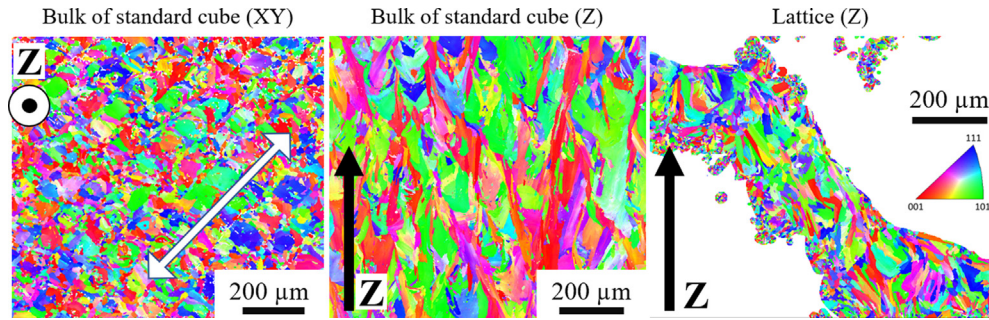 Bulk of standard cube (XY)
Bulk of standard cube (Z)
Lattice (Z)
Z
200 µm
Z
200 µm
200 µm
111
001
101
Z